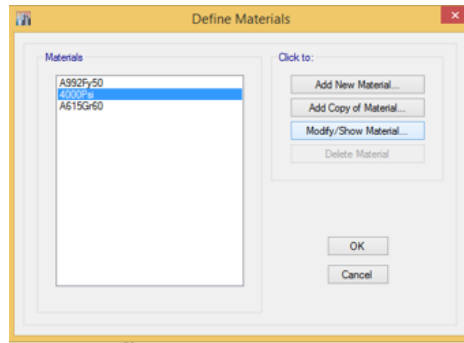 Define Materials
Materials
A992Fy50
4000Psi
A615Gr60
Click to:
Add New Material...
Add Copy of Material...
Modify/Show Material...
Delete Material
OK
Cancel